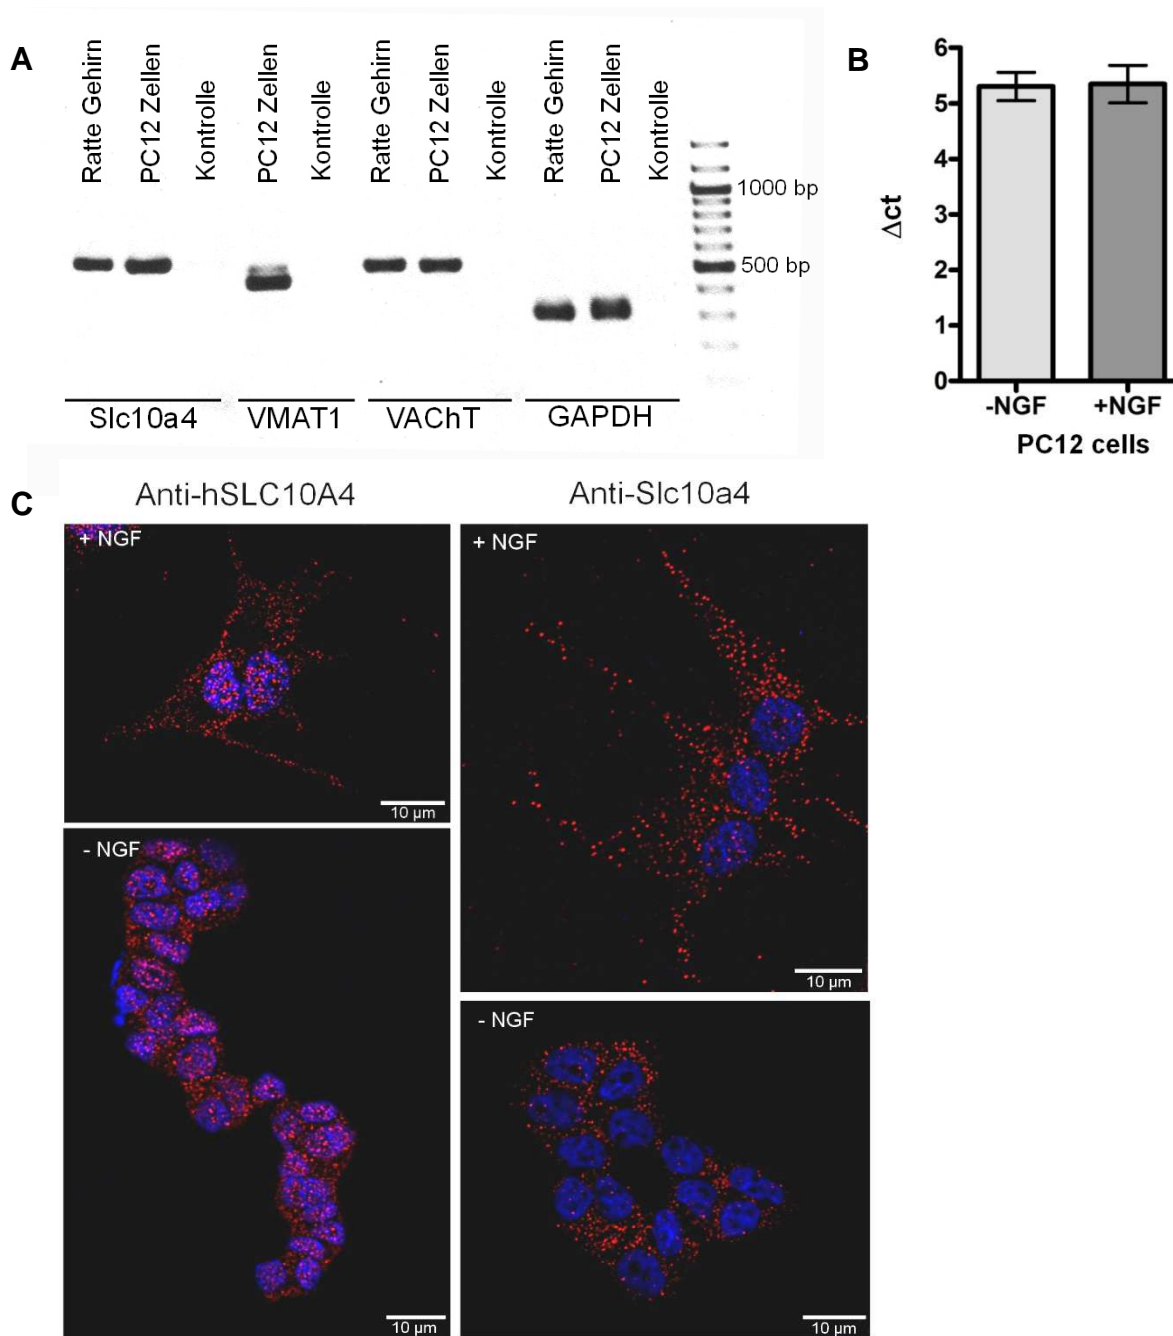 A
Ratte Gehirn
PC12 Zellen
Kontrolle
PC12 Zellen
Kontrolle
Ratte Gehirn
PC12 Zellen
Kontrolle
Ratte Gehirn
PC12 Zellen
Kontrolle
1000 bp
500 bp
Slc10a4
VMAT1
VAChT
GAPDH
B
6
5
4
3
2
1
0
Δct
-NGF
+NGF
PC12 cells
C
Anti-hSLC10A4
Anti-Slc10a4
+ NGF
10 µm
+ NGF
10 µm
- NGF
10 µm
- NGF
10 µm